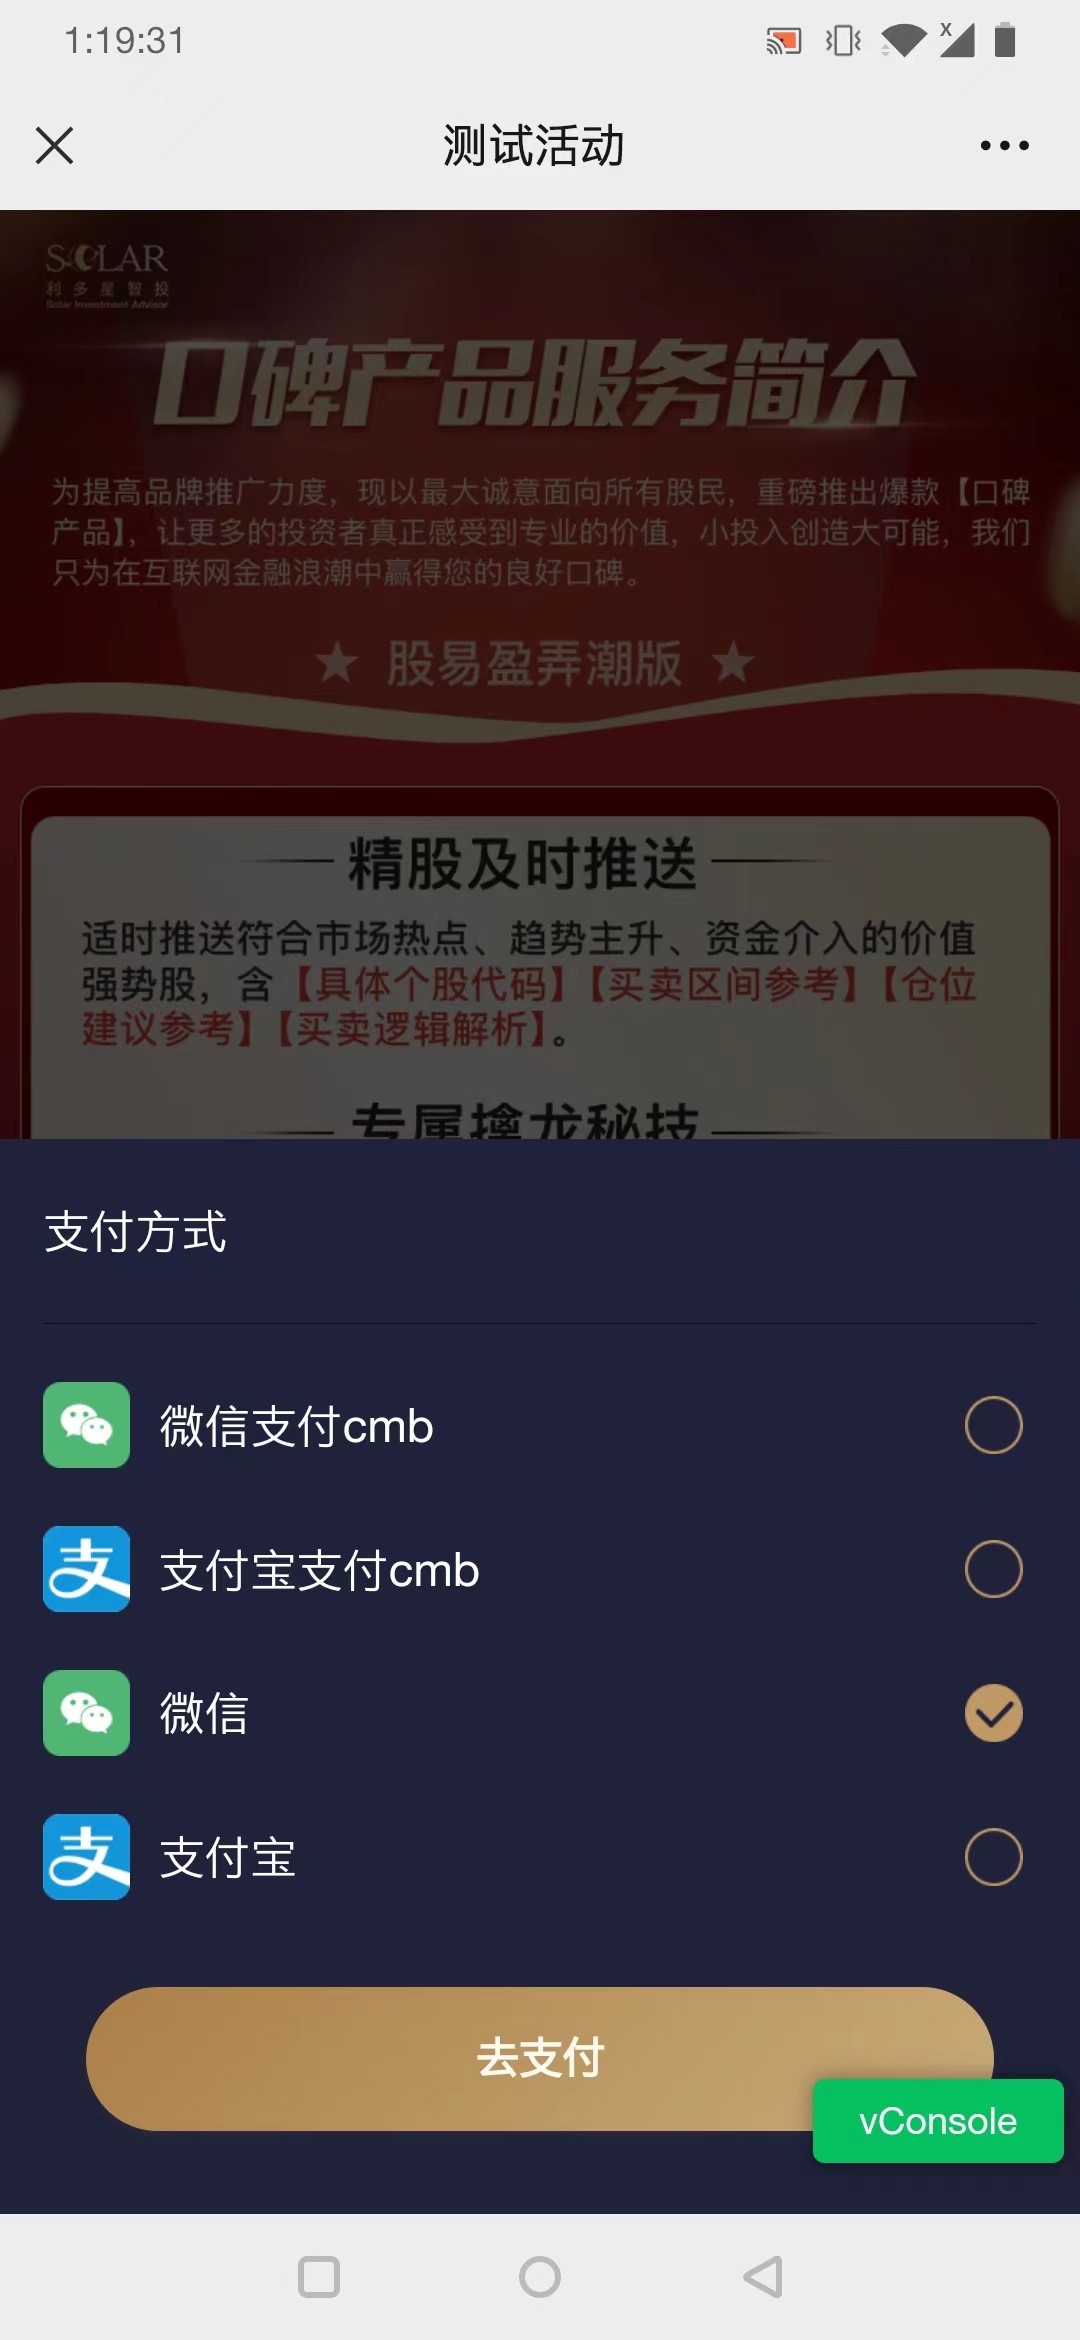 1:19:31
测试活动
SOLAR
利多星智投
Solar Investment Advisor
口碑产品服务简介
为提高品牌推广力度，现以最大诚意面向所有股民，重磅推出爆款【口碑
产品】，让更多的投资者真正感受到专业的价值，小投入创造大可能，我们
只为在互联网金融浪潮中赢得您的良好口碑。
★ 股易盈弄潮版 ★
精股及时推送
适时推送符合市场热点、趋势主升、资金介入的价值
强势股，含【具体个股代码】【买卖区间参考】【仓位
建议参考】【买卖逻辑解析】。
专属擒龙秘技
支付方式
微信支付cmb
支 支付宝支付cmb
微信
支 支付宝
去支付
vConsole